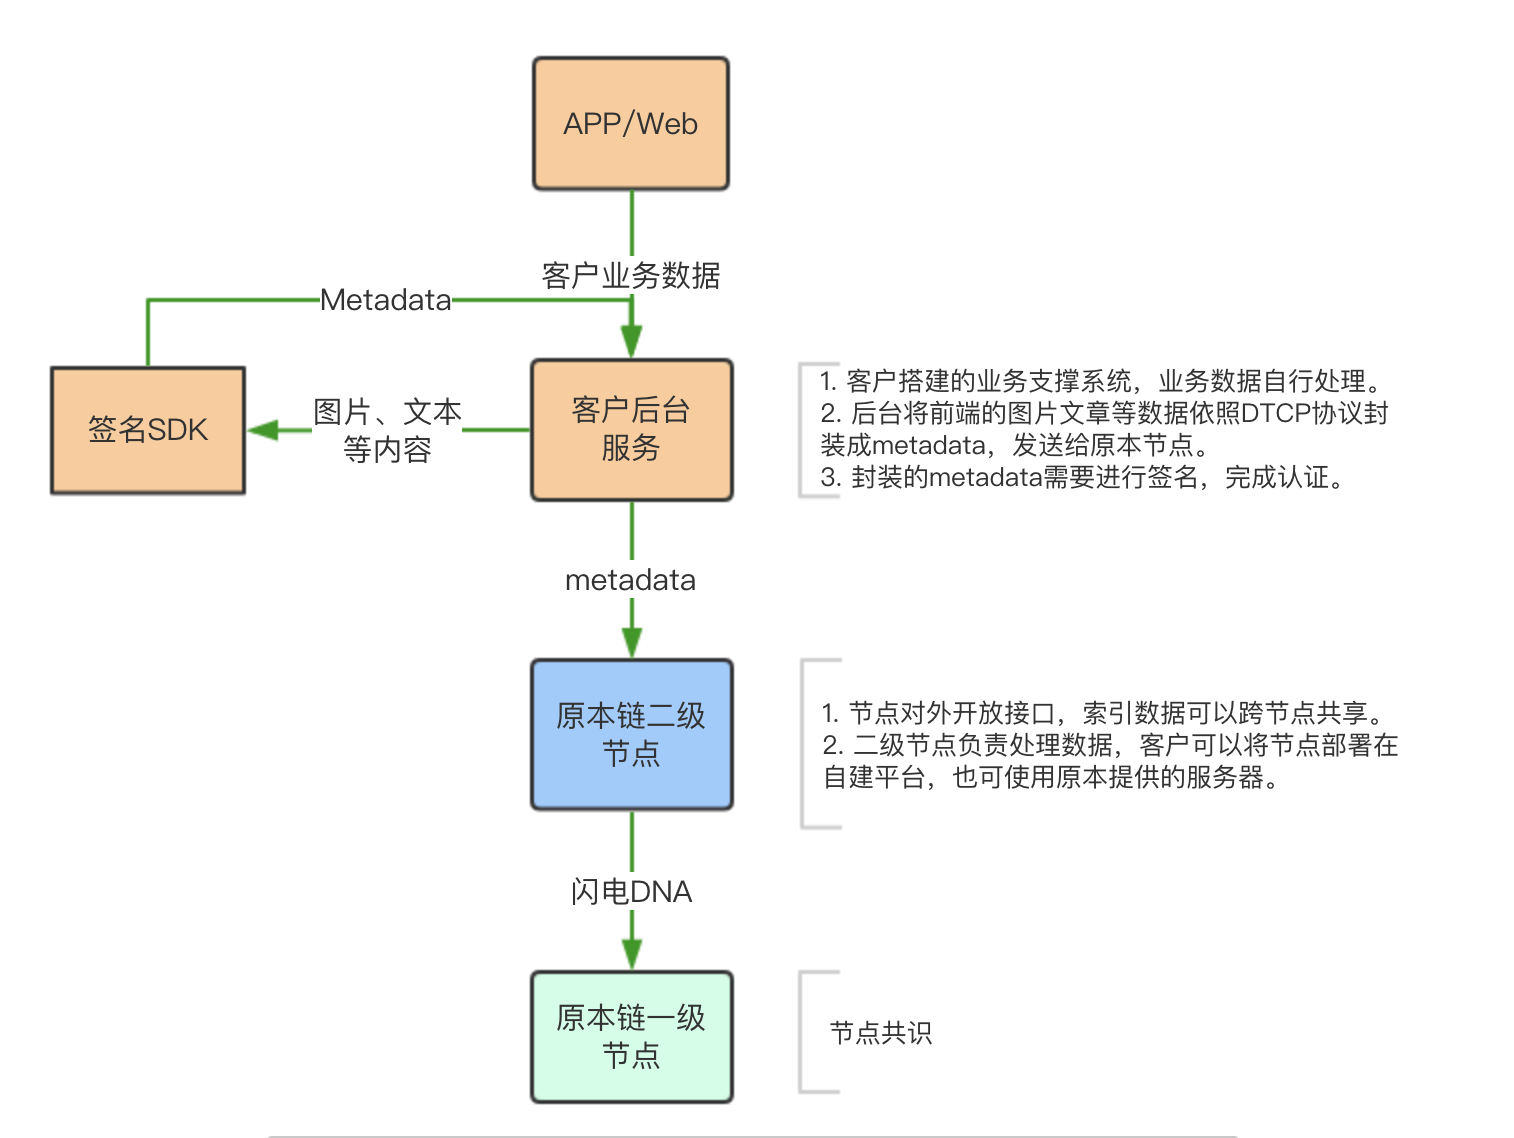 APP/Web
客户业务数据
Metadata
签名SDK
图片、文本
等内容
客户后台
服务
1. 客户搭建的业务支撑系统，业务数据自行处理。
2. 后台将前端的图片文章等数据依照DTCP协议封
装成metadata，发送给原本节点。
3. 封装的metadata需要进行签名，完成认证。
metadata
原本链二级
节点
1. 节点对外开放接口，索引数据可以跨节点共享。
2. 二级节点负责处理数据，客户可以将节点部署在
自建平台，也可使用原本提供的服务器。
闪电DNA
原本链一级
节点
节点共识